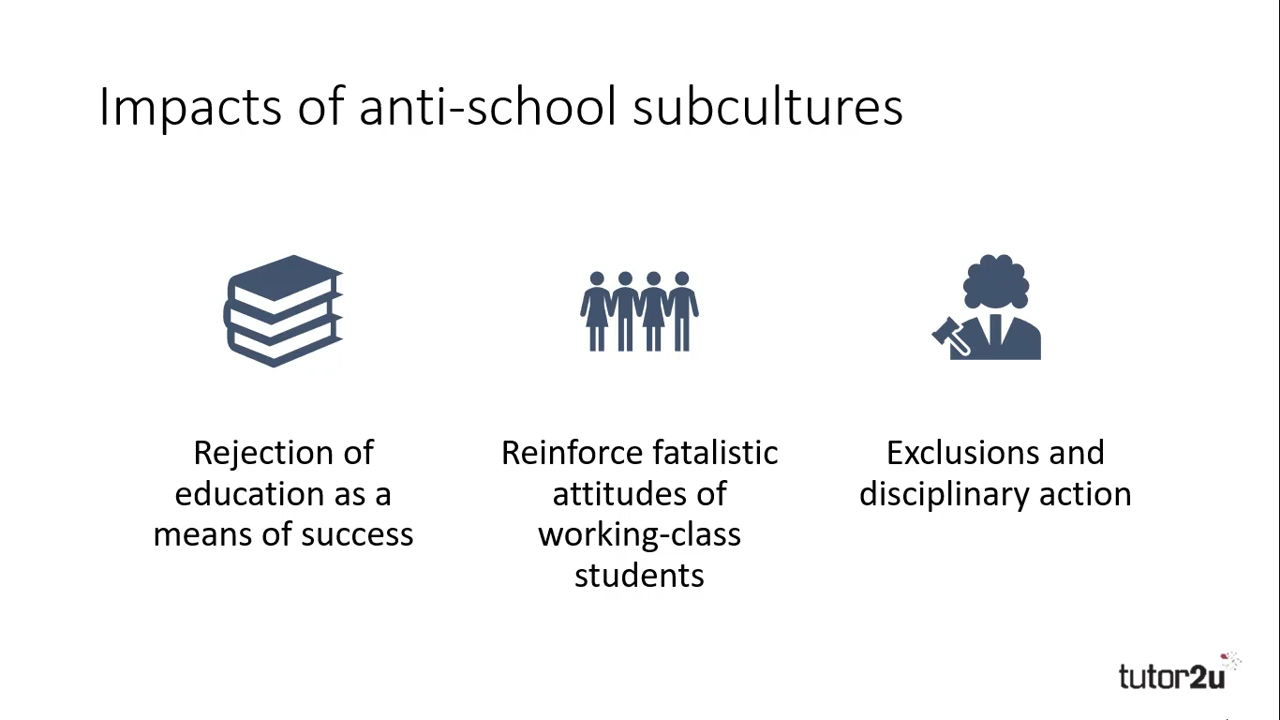 Impacts of anti-school subcultures
Rejection of
education as a
means of success
Reinforce fatalistic
attitudes of
working-class
students
Exclusions and
disciplinary action
tutor2u